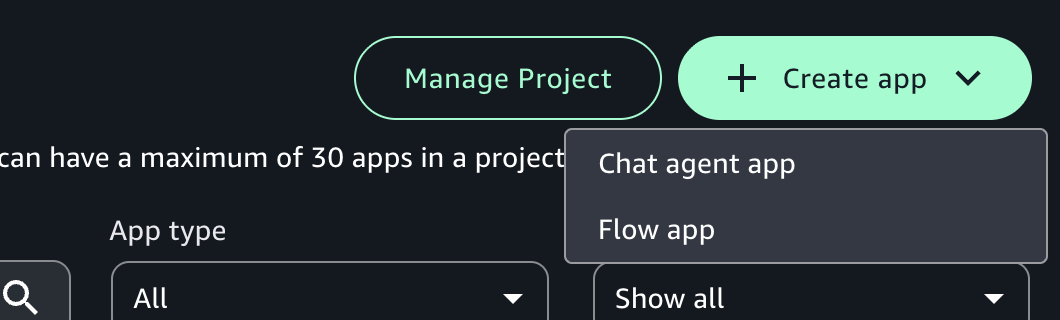 Manage Project
Create app
can have a maximum of 30 apps in a project
Chat agent app
Flow app
App type
All
Show all